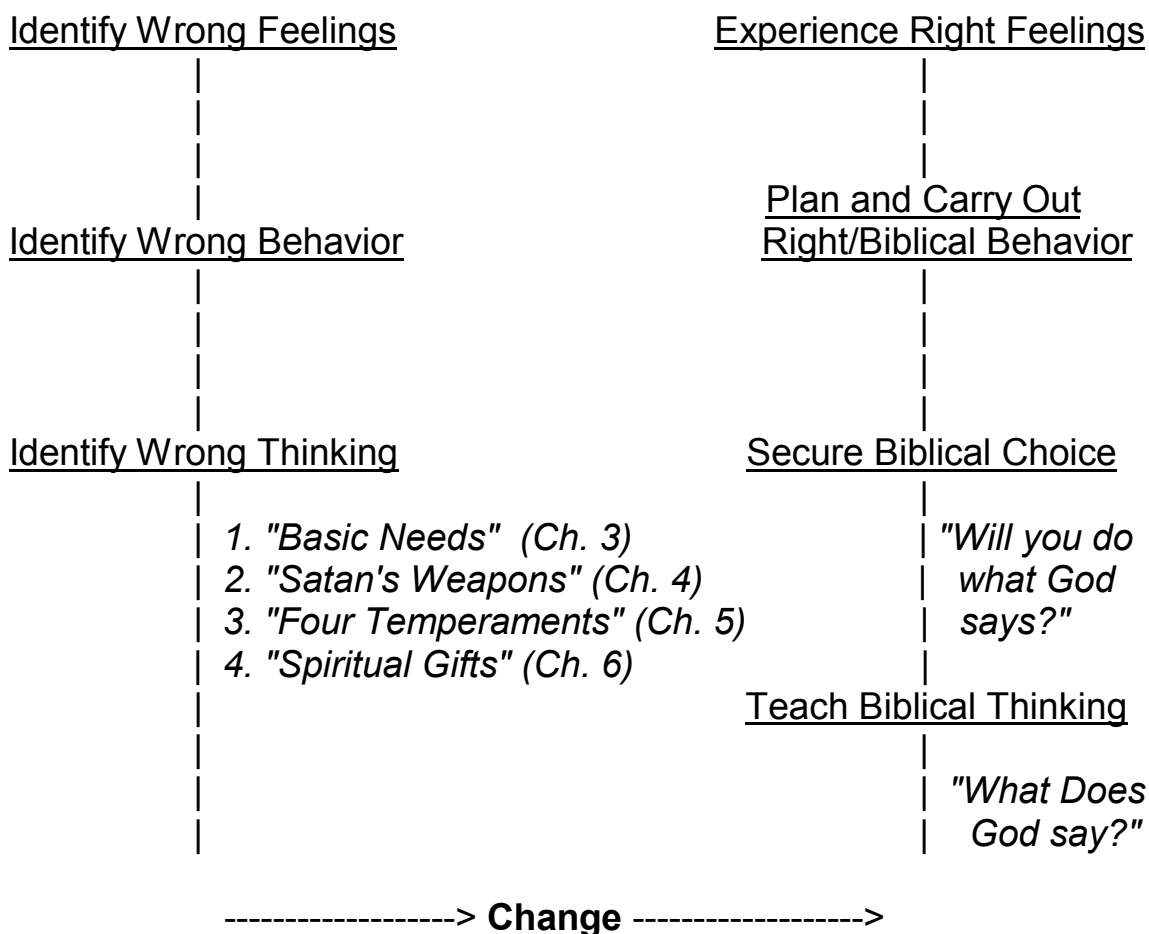 Identify Wrong Feelings Experience Right Feelings
Plan and Carry Out
Identify Wrong Behavior Right/Biblical Behavior
Identify Wrong Thinking Secure Biblical Choice
1. "Basic Needs" (Ch. 3) "Will you do
2. "Satan's Weapons" (Ch. 4) what God
3. "Four Temperaments" (Ch. 5) says?"
4. "Spiritual Gifts" (Ch. 6)
Teach Biblical Thinking
"What Does
God say?"
-------------------> Change ------------------->